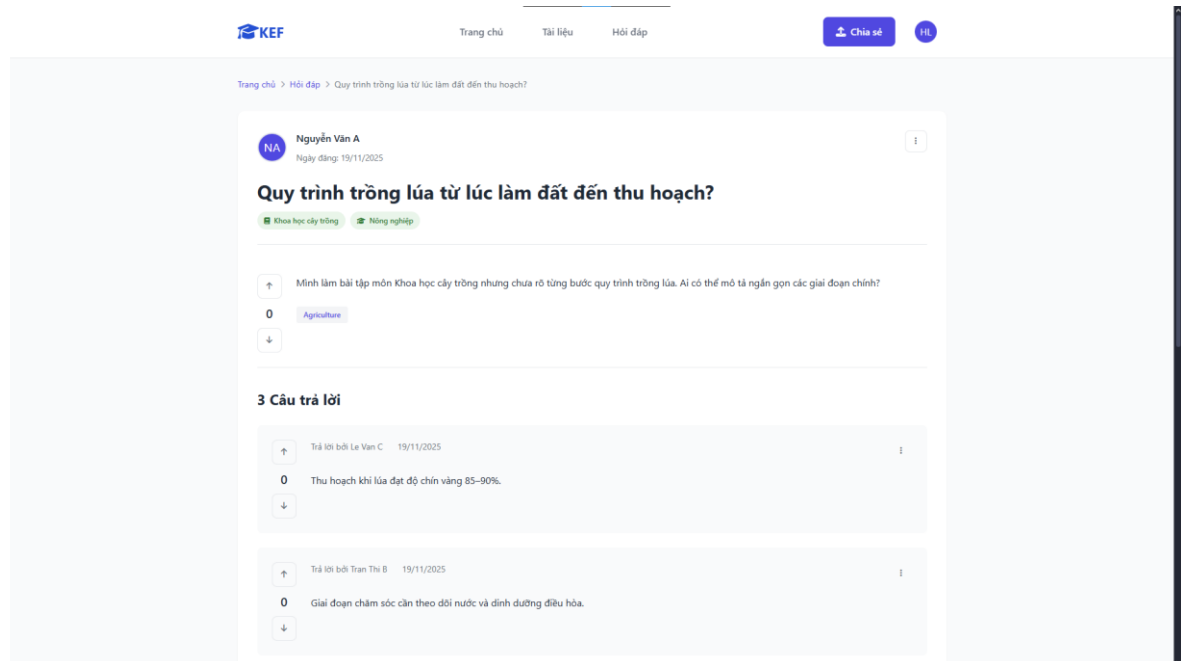 KEF
Trang chủ Tài liệu Hỏi đáp
Chia sẻ
HL
Trang chủ > Hỏi đáp > Quy trình trồng lúa từ lúc làm đất đến thu hoạch?
NA
Nguyễn Văn A
Ngày đăng: 19/11/2025
Quy trình trồng lúa từ lúc làm đất đến thu hoạch?
Khoa học cây trồng Nông nghiệp
Mình làm bài tập môn Khoa học cây trồng nhưng chưa rõ từng bước quy trình trồng lúa. Ai có thể mô tả ngắn gọn các giai đoạn chính?
0
Agriculture
3 Câu trả lời
Trả lời bởi Le Van C 19/11/2025
0
Thu hoạch khi lúa đạt độ chín vàng 85–90%.
Trả lời bởi Tran Thi B 19/11/2025
0
Giai đoạn chăm sóc cần theo dõi nước và dinh dưỡng điều hòa.